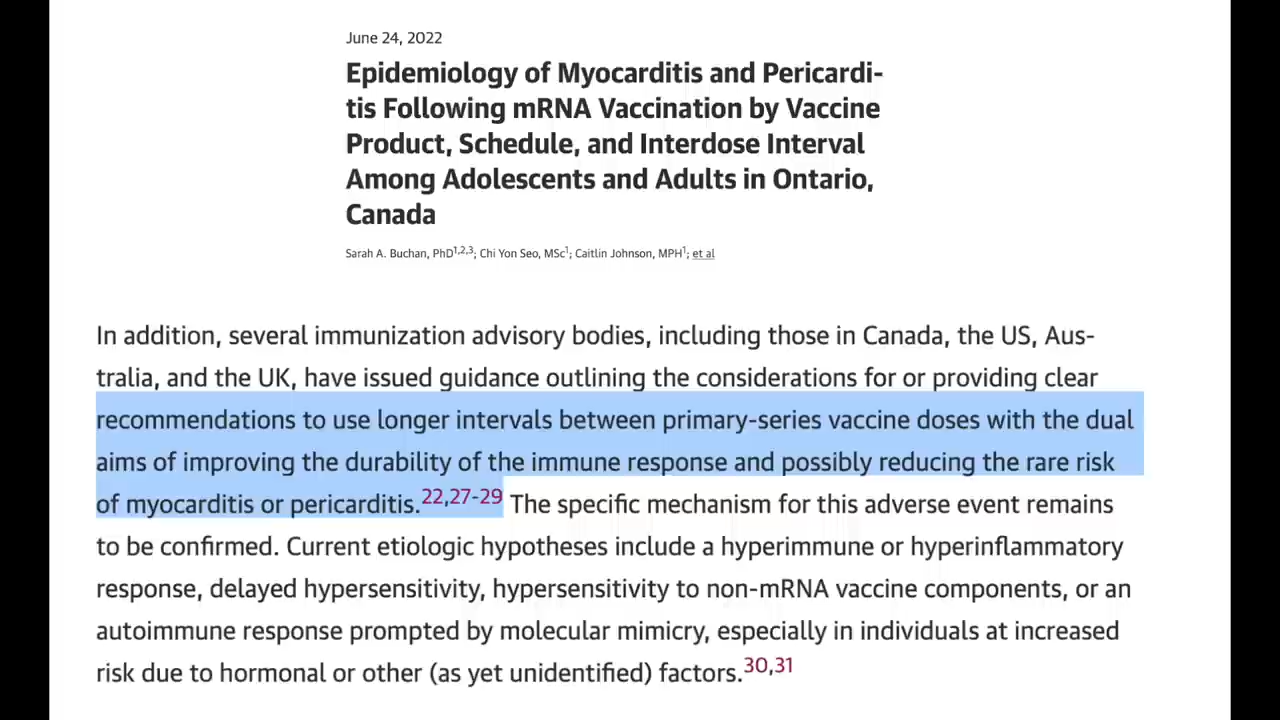 June 24, 2022
Epidemiology of Myocarditis and Pericardi-
tis Following mRNA Vaccination by Vaccine
Product, Schedule, and Interdose Interval
Among Adolescents and Adults in Ontario,
Canada
Sarah A. Buchan, PhD1,2,3; Chi Yon Seo, MSc1; Caitlin Johnson, MPH1; et al
In addition, several immunization advisory bodies, including those in Canada, the US, Aus-
tralia, and the UK, have issued guidance outlining the considerations for or providing clear
recommendations to use longer intervals between primary-series vaccine doses with the dual
aims of improving the durability of the immune response and possibly reducing the rare risk
of myocarditis or pericarditis.22,27-29 The specific mechanism for this adverse event remains
to be confirmed. Current etiologic hypotheses include a hyperimmune or hyperinflammatory
response, delayed hypersensitivity, hypersensitivity to non-mRNA vaccine components, or an
autoimmune response prompted by molecular mimicry, especially in individuals at increased
risk due to hormonal or other (as yet unidentified) factors.30,31